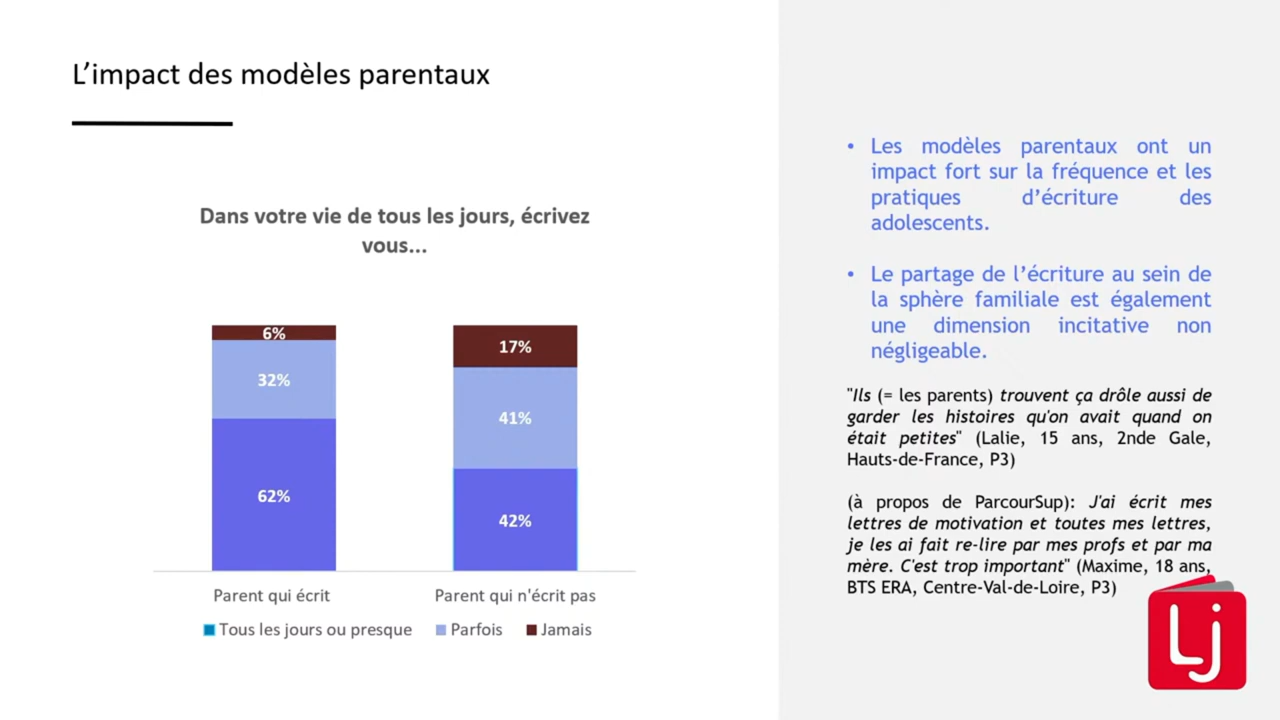 L’impact des modèles parentaux
Dans votre vie de tous les jours, écrivez
vous...
6%
32%
62%
17%
41%
42%
Parent qui écrit
Parent qui n'écrit pas
Tous les jours ou presque
Parfois
Jamais
• Les modèles parentaux ont un
impact fort sur la fréquence et les
pratiques d’écriture des
adolescents.
• Le partage de l’écriture au sein de
la sphère familiale est également
une dimension incitative non
négligeable.
"Ils (= les parents) trouvent ça drôle aussi de
garder les histoires qu'on avait quand on
était petites" (Lalie, 15 ans, 2nde Gale,
Hauts-de-France, P3)
(à propos de ParcourSup): J'ai écrit mes
lettres de motivation et toutes mes lettres,
je les ai fait re-lire par mes profs et par ma
mère. C'est trop important" (Maxime, 18 ans,
BTS ERA, Centre-Val-de-Loire, P3)
Lj